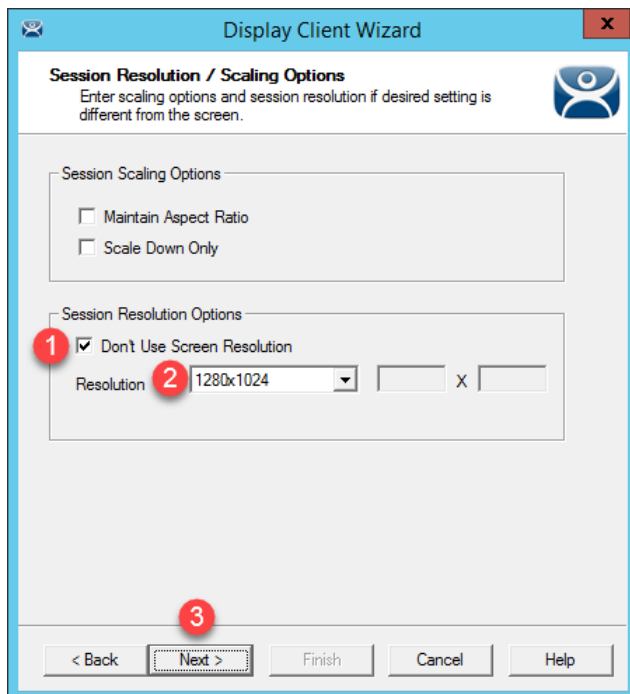 Display Client Wizard
x
Session Resolution / Scaling Options
Enter scaling options and session resolution if desired setting is
different from the screen.
Session Scaling Options
Maintain Aspect Ratio
Scale Down Only
Session Resolution Options
1 Don't Use Screen Resolution
Resolution 2 1280x1024 X
3
< Back Next > Finish Cancel Help